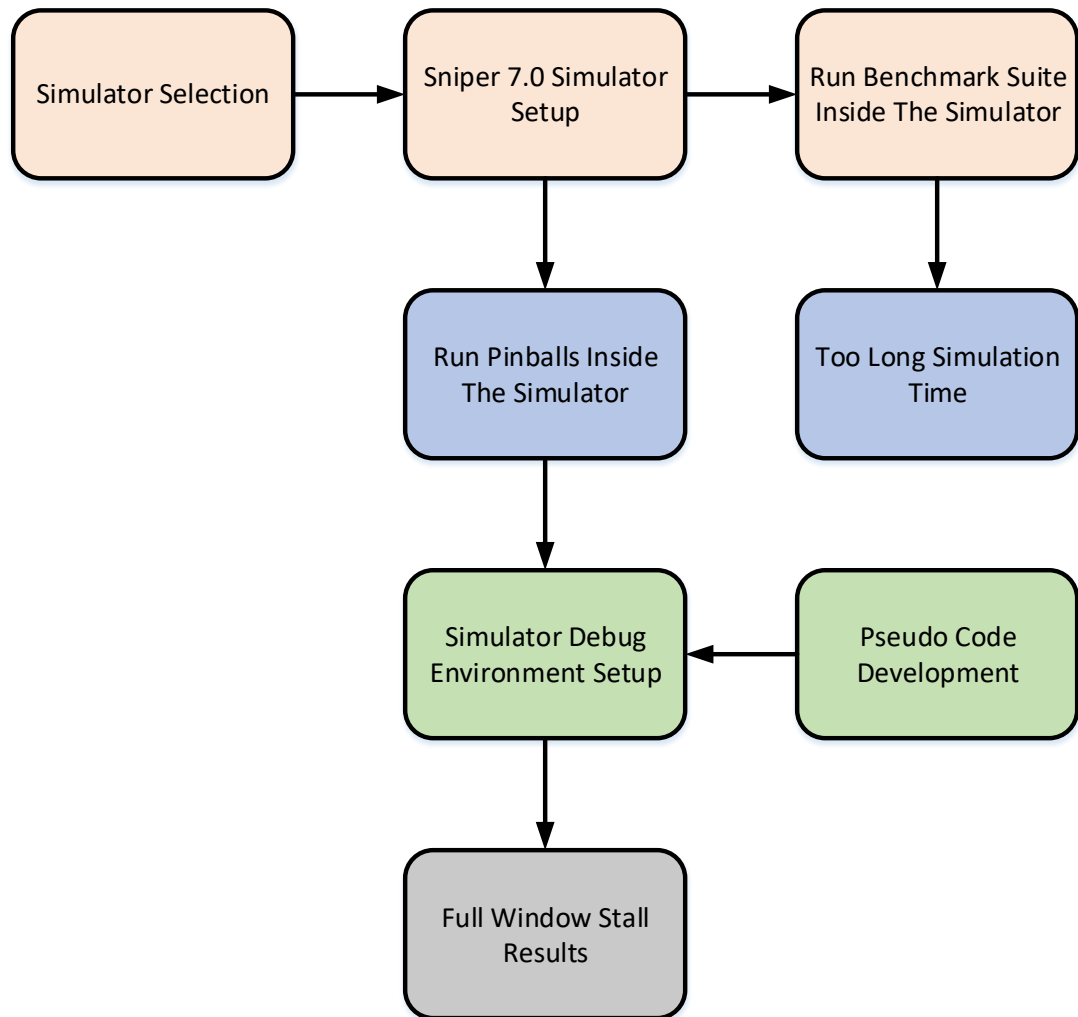 Simulator Selection
Sniper 7.0 Simulator
Setup
Run Benchmark Suite
Inside The Simulator
Run Pinballs Inside
The Simulator
Too Long Simulation
Time
Simulator Debug
Environment Setup
Pseudo Code
Development
Full Window Stall
Results